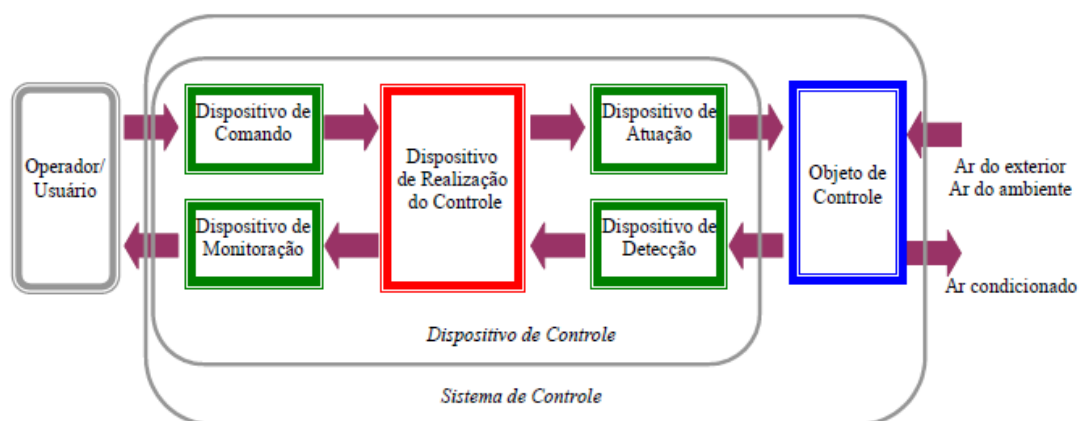 Operador/
Usuário
Dispositivo de
Comando
Dispositivo de
Monitoração
Dispositivo
de Realização
do Controle
Dispositivo de
Atuação
Dispositivo de
Detecção
Objeto de
Controle
Ar do exterior
Ar do ambiente
Ar condicionado
Dispositivo de Controle
Sistema de Controle